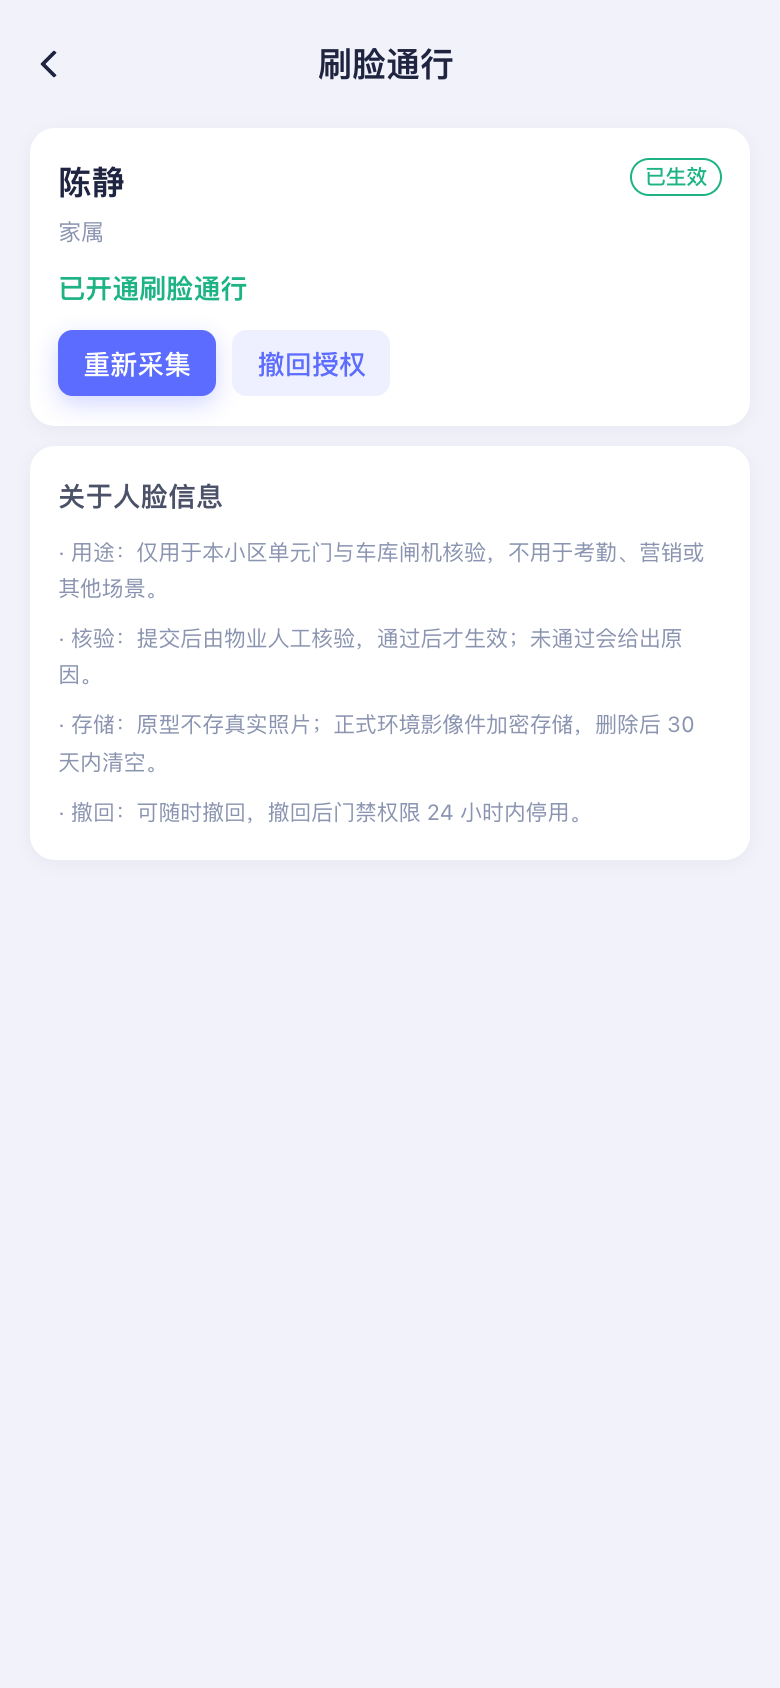 刷脸通行
陈静
已生效
家属
已开通刷脸通行
重新采集
撤回授权
关于人脸信息
· 用途：仅用于本小区单元门与车库闸机核验，不用于考勤、营销或
其他场景。
· 核验：提交后由物业人工核验，通过后才生效；未通过会给出原
因。
· 存储：原型不存真实照片；正式环境影像件加密存储，删除后 30
天内清空。
· 撤回：可随时撤回，撤回后门禁权限 24 小时内停用。